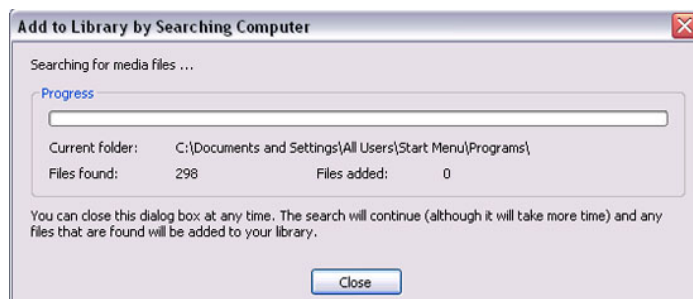 Add to Library by Searching Computer
Searching for media files ...
Progress
Current folder: C:\Documents and Settings\All Users\Start Menu\Programs\
Files found: 298 Files added: 0
You can close this dialog box at any time. The search will continue (although it will take more time) and any
files that are found will be added to your library.
Close